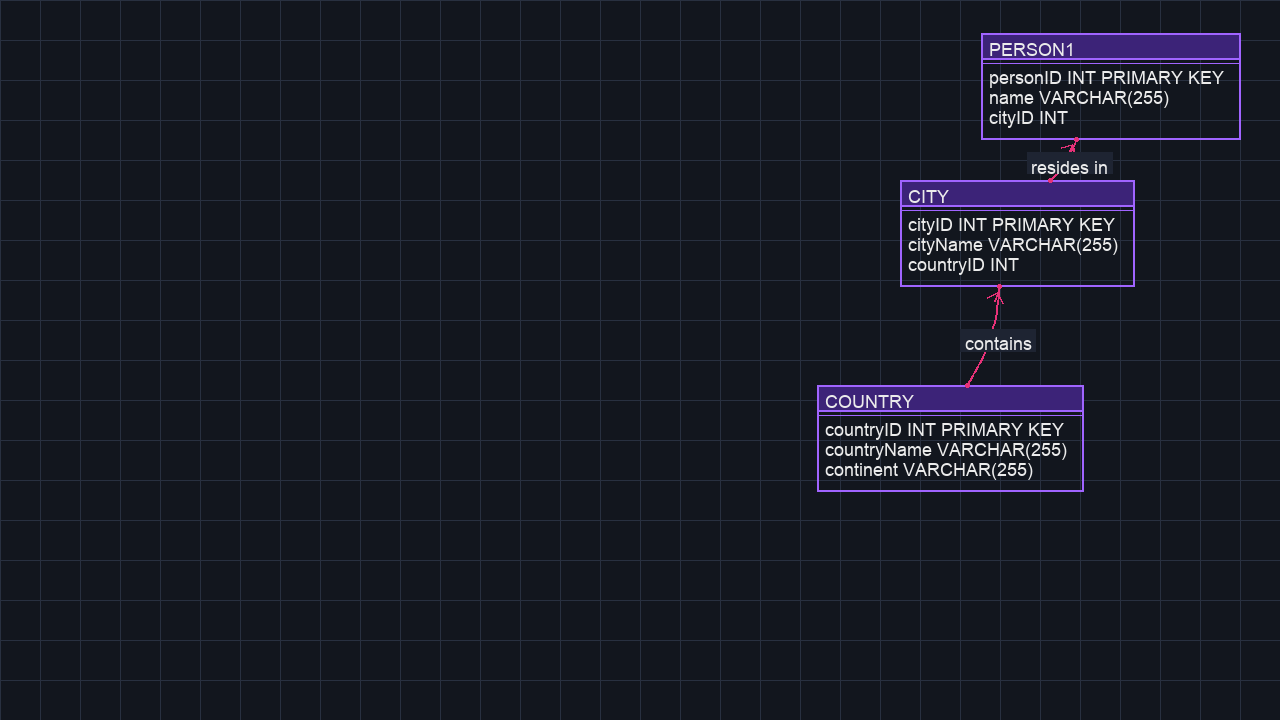 PERSON1
personID INT PRIMARY KEY
name VARCHAR(255)
cityID INT
resides in
CITY
cityID INT PRIMARY KEY
cityName VARCHAR(255)
countryID INT
contains
COUNTRY
countryID INT PRIMARY KEY
countryName VARCHAR(255)
continent VARCHAR(255)